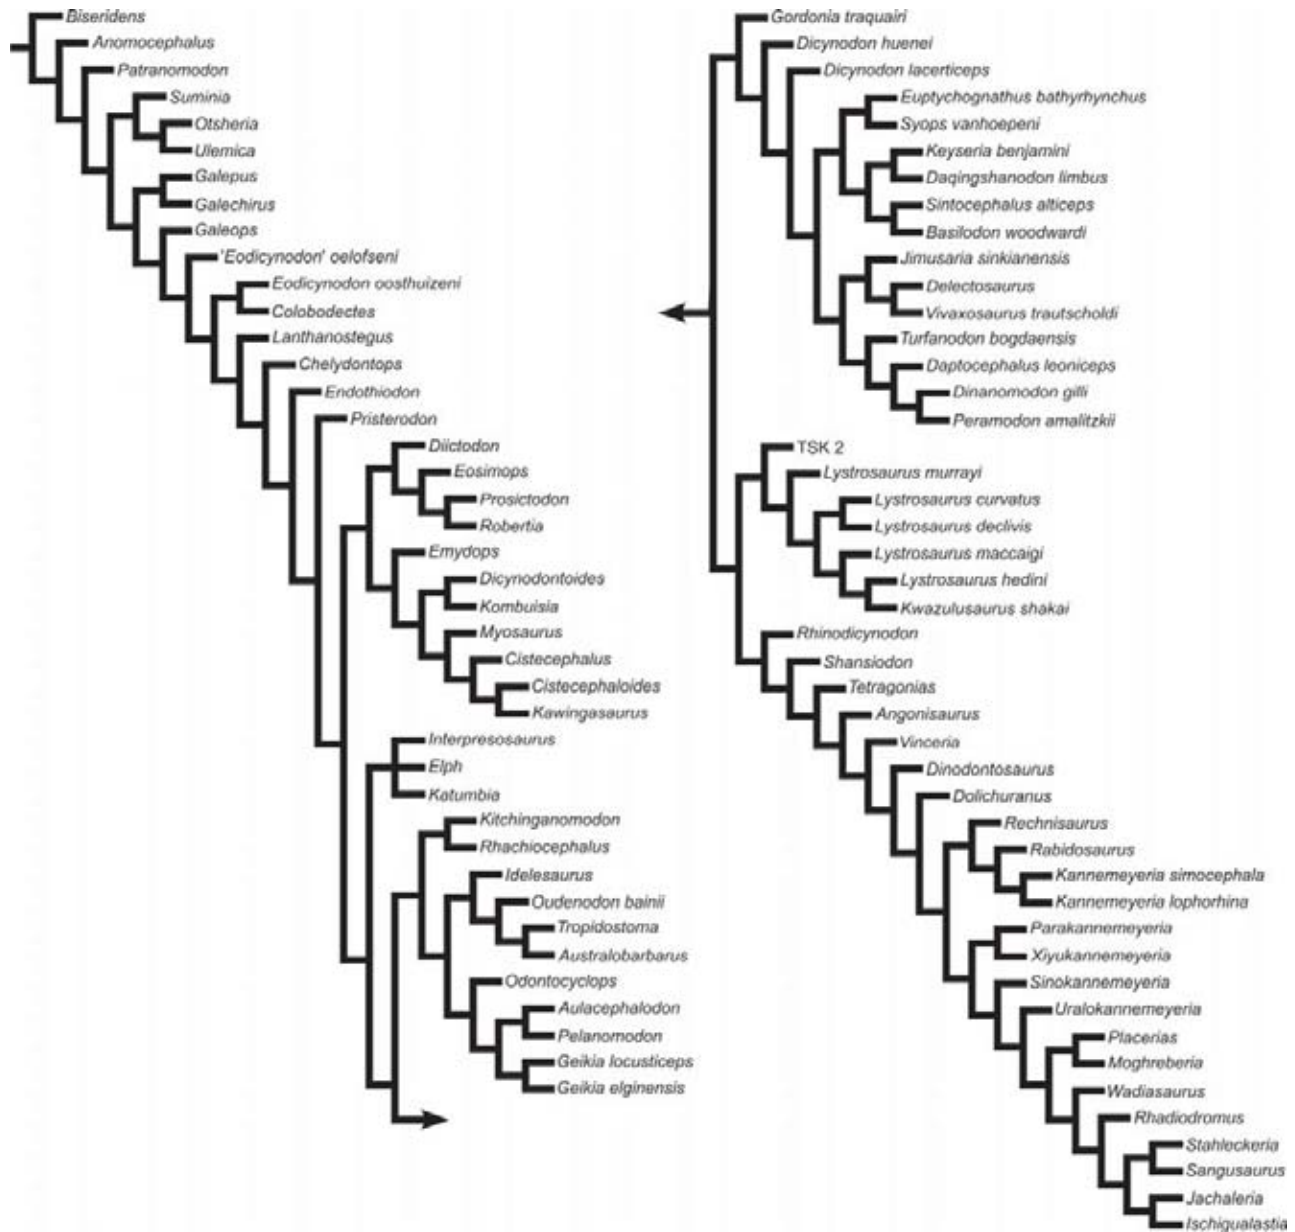 Biseridens
Anomocephalus
Patranomodon
Suminia
Otsheria
Ulemica
Galepus
Galechirus
Galeops
'Eodicynodon' oelofseni
Eodicynodon oosthuizeni
Colobodectes
Lanthanostegus
Chelydontops
Endothiodon
Pristerodon
Diictodon
Eosimops
Prosictodon
Robertia
Emydops
Dicynodontoides
Kombuisia
Myosaurus
Cistecephalus
Cistecephaloides
Kawingasaurus
Interpresosaurus
Elph
Katumbia
Kitchinganomodon
Rhachiocephalus
Idelesaurus
Oudenodon bainii
Tropidostoma
Australobarbarus
Odontocyclops
Aulacephalodon
Pelanomodon
Geikia locusticeps
Geikia elginensis
Gordonia traquairi
Dicynodon huenei
Dicynodon lacerticeps
Euptychognathus bathyrhynchus
Syops vanhoepeni
Keyseria benjamini
Daqingshanodon limbus
Sintocephalus alticeps
Basilodon woodwardi
Jimusaria sinkianensis
Delectosaurus
Vivaxosaurus trautscholdi
Turfanodon bogdaensis
Daptocephalus leoniceps
Dinanomodon gilli
Peramodon amalitzkii
TSK 2
Lystrosaurus murrayi
Lystrosaurus curvatus
Lystrosaurus declivis
Lystrosaurus maccaigi
Lystrosaurus hedini
Kwazulusaurus shakai
Rhinodicynodon
Shansiodon
Tetragonias
Angonisaurus
Vinceria
Dinodontosaurus
Dolichuranus
Rechnisaurus
Rabidosaurus
Kannemeyeria simocephala
Kannemeyeria lophorhina
Parakannemeyeria
Xiyukannemeyeria
Sinokannemeyeria
Uralokannemeyeria
Placerias
Moghreberia
Wadiasaurus
Rhadiodromus
Stahleckeria
Sangusaurus
Jachaleria
Ischigualastia